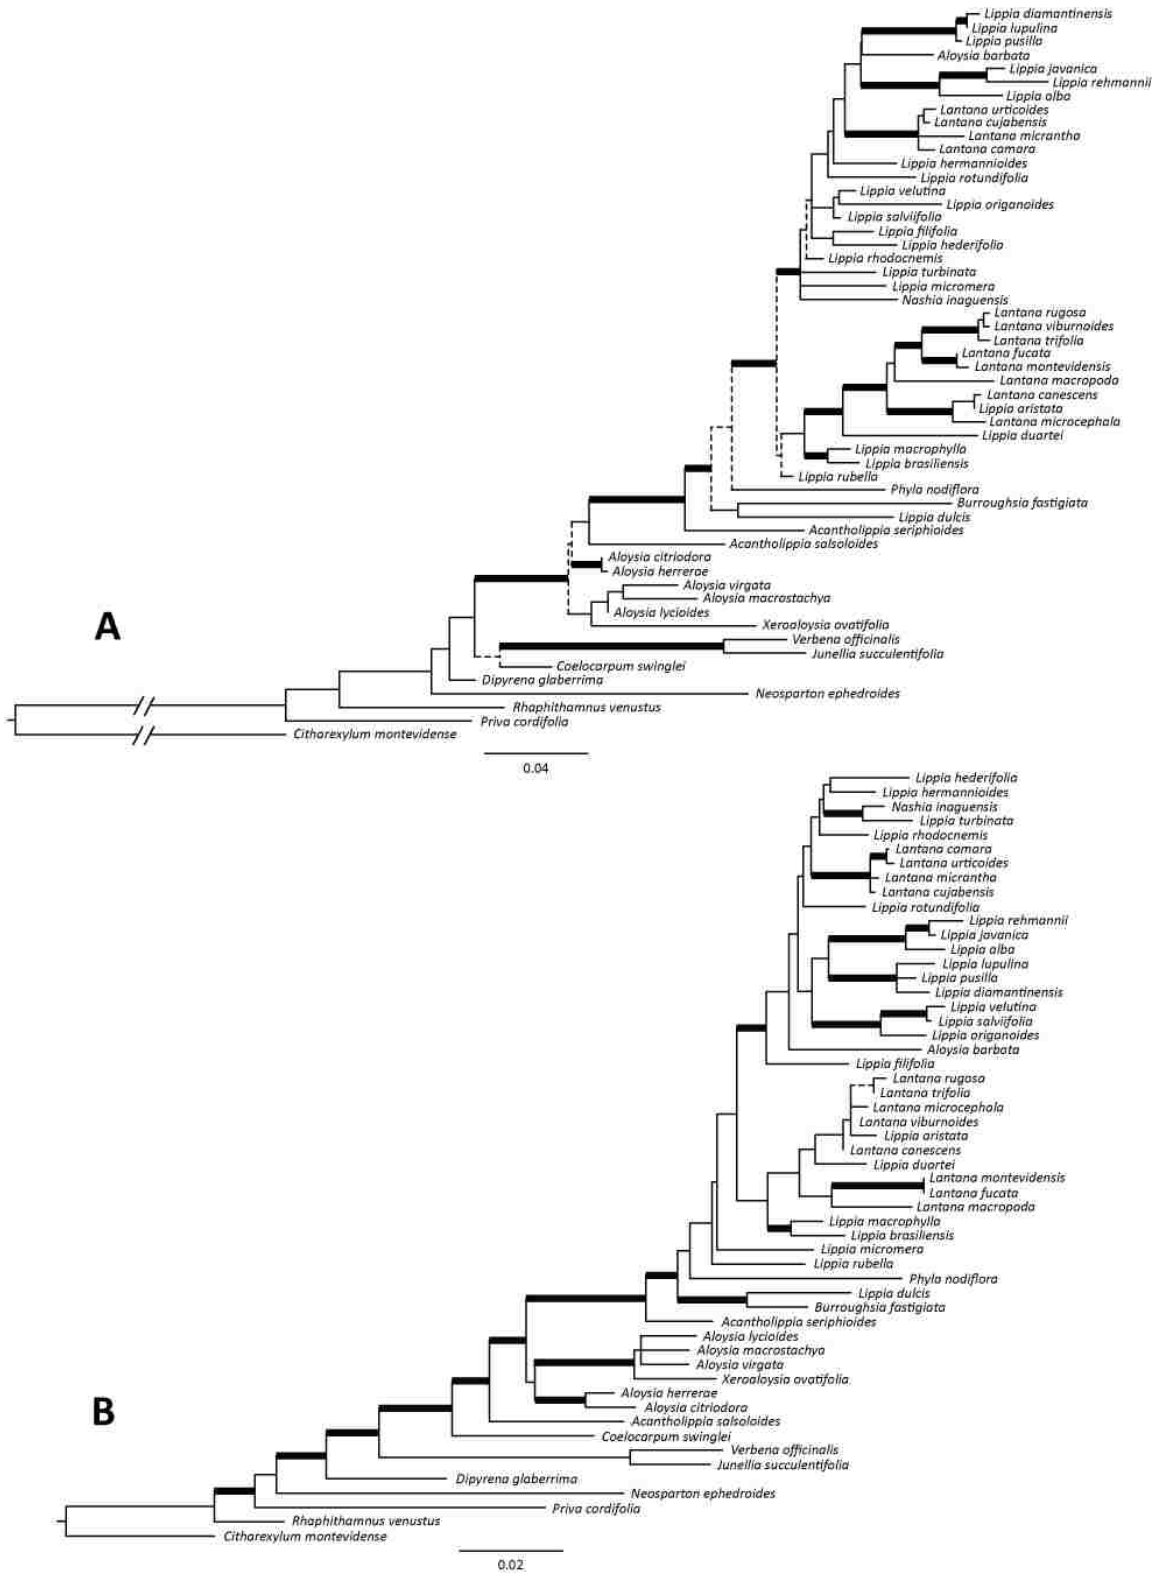 Lippia diamantinensis
Lippia lupulina
Lippia pusilla
Aloysia barbata
Lippia javanica
Lippia rehmannii
Lippia alba
Lantana urticoides
Lantana cujabensis
Lantana micrantha
Lantana camara
Lippia hermannioides
Lippia rotundifolia
Lippia velutina
Lippia origanoides
Lippia salviifolia
Lippia filifolia
Lippia hederifolia
Lippia rhodocnemis
Lippia turbinata
Lippia micromera
Nashia inaguensis
Lantana rugosa
Lantana viburnoides
Lantana trifolia
Lantana fucata
Lantana montevidensis
Lantana macropoda
Lantana canescens
Lippia aristata
Lantana microcephala
Lippia duartei
Lippia macrophylla
Lippia brasiliensis
Lippia rubella
Phyla nodiflora
Burroughsia fastigiata
Lippia dulcis
Acantholippia seriphioides
Acantholippia salsoloides
Aloysia citriodora
Aloysia herrerae
Aloysia virgata
Aloysia macrostachya
Aloysia lycioides
A
Xeroaloysia ovatifolia
Verbena officinalis
Junellia succulentifolia
Coelocarpum swinglei
Dipyrena glaberrima
Neosparton ephedroides
Rhaphithamnus venustus
Priva cordifolia
Citharexylum montevidense
0.04
Lippia hederifolia
Lippia hermannioides
Nashia inaguensis
Lippia turbinata
Lippia rhodocnemis
Lantana camara
Lantana urticoides
Lantana micrantha
Lantana cujabensis
Lippia rotundifolia
Lippia rehmannii
Lippia javanica
Lippia alba
Lippia lupulina
Lippia pusilla
Lippia diamantinensis
Lippia velutina
Lippia salviifolia
Lippia origanoides
Aloysia barbata
Lippia filifolia
Lantana rugosa
Lantana trifolia
Lantana microcephala
Lantana viburnoides
Lippia aristata
Lantana canescens
Lippia duartei
Lantana montevidensis
Lantana fucata
Lantana macropoda
Lippia macrophylla
Lippia brasiliensis
Lippia micromera
Lippia rubella
Phyla nodiflora
Lippia dulcis
Burroughsia fastigiata
Acantholippia seriphioides
Aloysia lycioides
Aloysia macrostachya
Aloysia virgata
Xeroaloysia ovatifolia
Aloysia herrerae
Aloysia citriodora
B
Acantholippia salsoloides
Coelocarpum swinglei
Verbena officinalis
Junellia succulentifolia
Dipyrena glaberrima
Neosparton ephedroides
Priva cordifolia
Rhaphithamnus venustus
Citharexylum montevidense
0.02